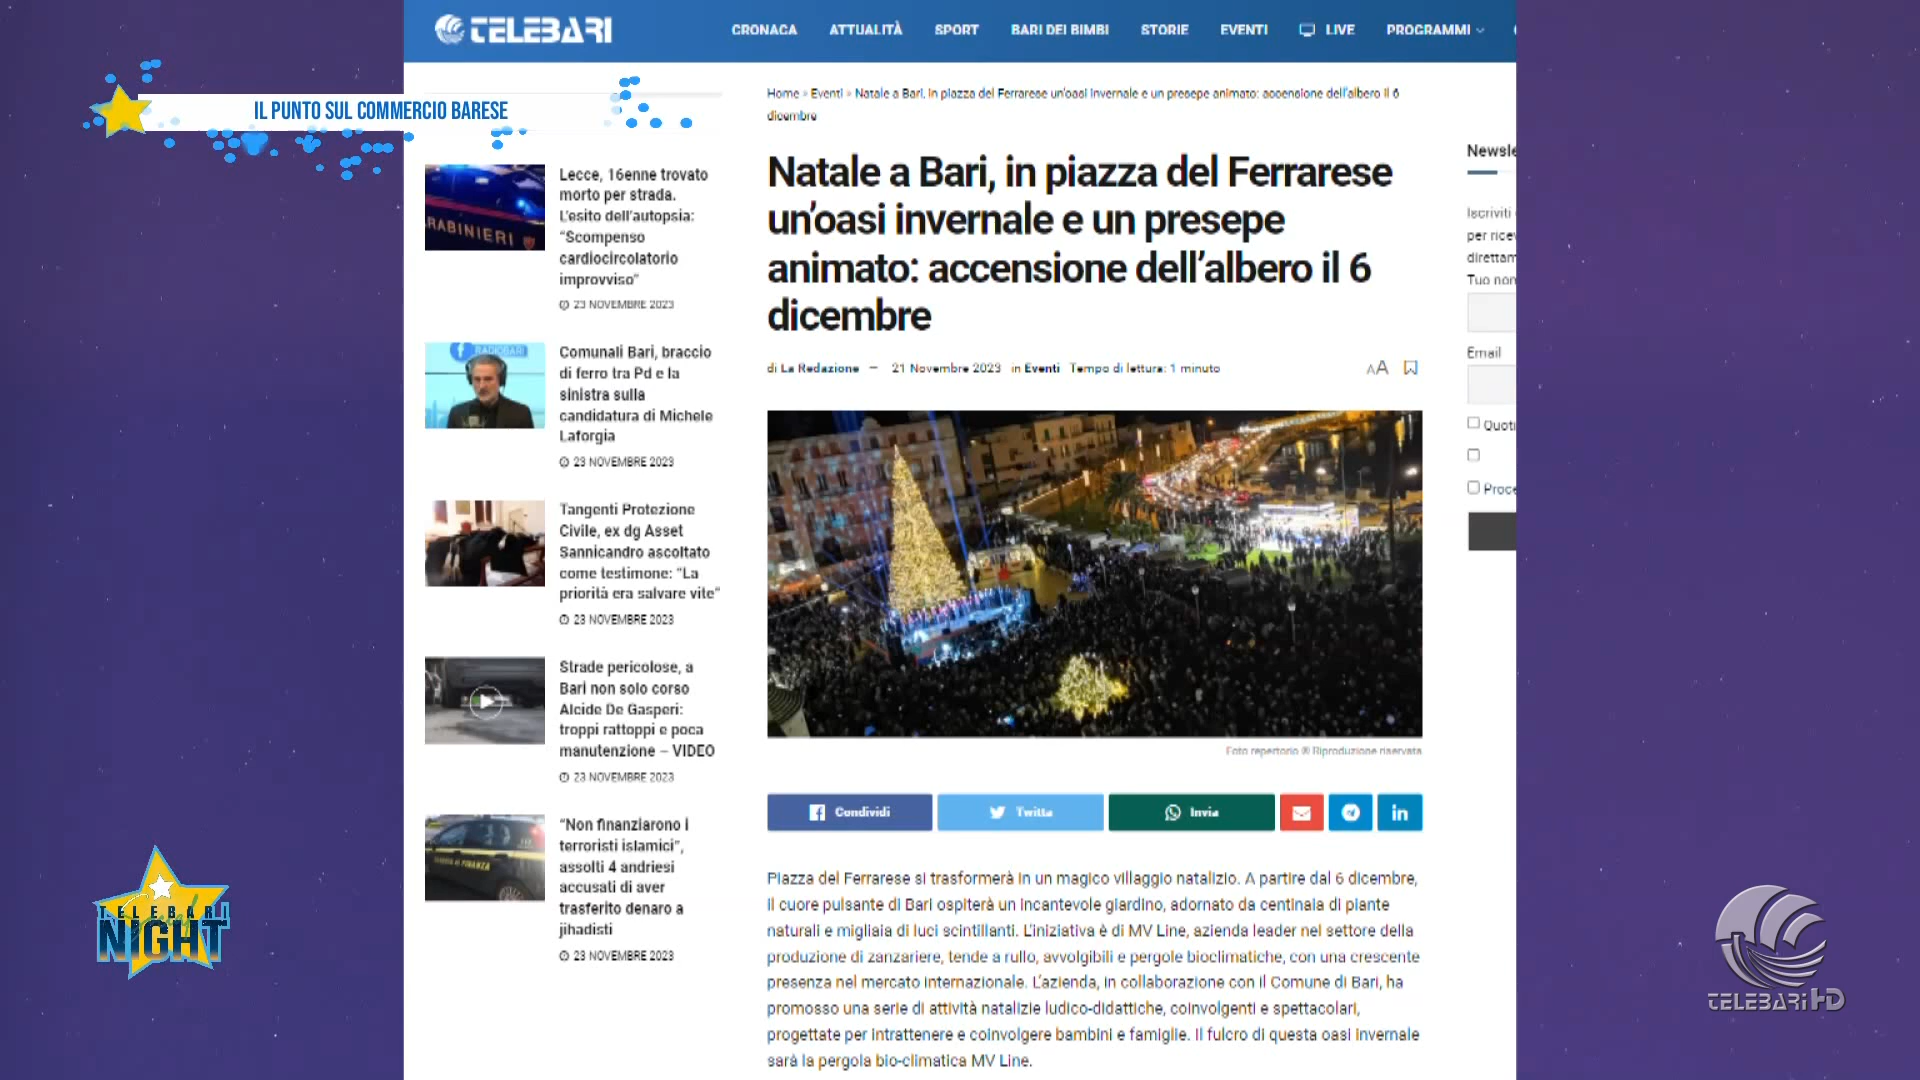 TELEBARI
CRONACA ATTUALITÀ SPORT BARI DEI BIMBI STORIE EVENTI LIVE PROGRAMMI
IL PUNTO SUL COMMERCIO BARESE
Home » Eventi » Natale a Bari, in piazza del Ferrarese un'oasi invernale e un presepe animato: accensione dell'albero il 6
dicembre
Natale a Bari, in piazza del Ferrarese
un'oasi invernale e un presepe
animato: accensione dell'albero il 6
dicembre
di La Redazione — 21 Novembre 2023 in Eventi Tempo di lettura: 1 minuto
AA
Foto repertorio ® Riproduzione riservata
Condividi
Twitta
Invia
Piazza del Ferrarese si trasformerà in un magico villaggio natalizio. A partire dal 6 dicembre,
il cuore pulsante di Bari ospiterà un incantevole giardino, adornato da centinaia di piante
naturali e migliaia di luci scintillanti. L'iniziativa è di MV Line, azienda leader nel settore della
produzione di zanzariere, tende a rullo, avvolgibili e pergole bioclimatiche, con una crescente
presenza nel mercato internazionale. L'azienda, in collaborazione con il Comune di Bari, ha
promosso una serie di attività natalizie ludico-didattiche, coinvolgenti e spettacolari,
progettate per intrattenere e coinvolgere bambini e famiglie. Il fulcro di questa oasi invernale
sarà la pergola bio-climatica MV Line.
RABINIERI
Lecce, 16enne trovato
morto per strada.
L'esito dell'autopsia:
"Scompenso
cardiocircolatorio
improvviso"
23 NOVEMBRE 2023
RADIOBARI
Comunali Bari, braccio
di ferro tra Pd e la
sinistra sulla
candidatura di Michele
Laforgia
23 NOVEMBRE 2023
Tangenti Protezione
Civile, ex dg Asset
Sannicandro ascoltato
come testimone: "La
priorità era salvare vite"
23 NOVEMBRE 2023
Strade pericolose, a
Bari non solo corso
Alcide De Gasperi:
troppi rattoppi e poca
manutenzione – VIDEO
23 NOVEMBRE 2023
"Non finanziarono i
terroristi islamici",
assolti 4 andriesi
accusati di aver
trasferito denaro a
jihadisti
23 NOVEMBRE 2023
Newsle
Iscriviti
per rice
direttam
Tuo nom
Email
Quoti
Proce
TELEBARI
NIGHT
TELEBARI HD